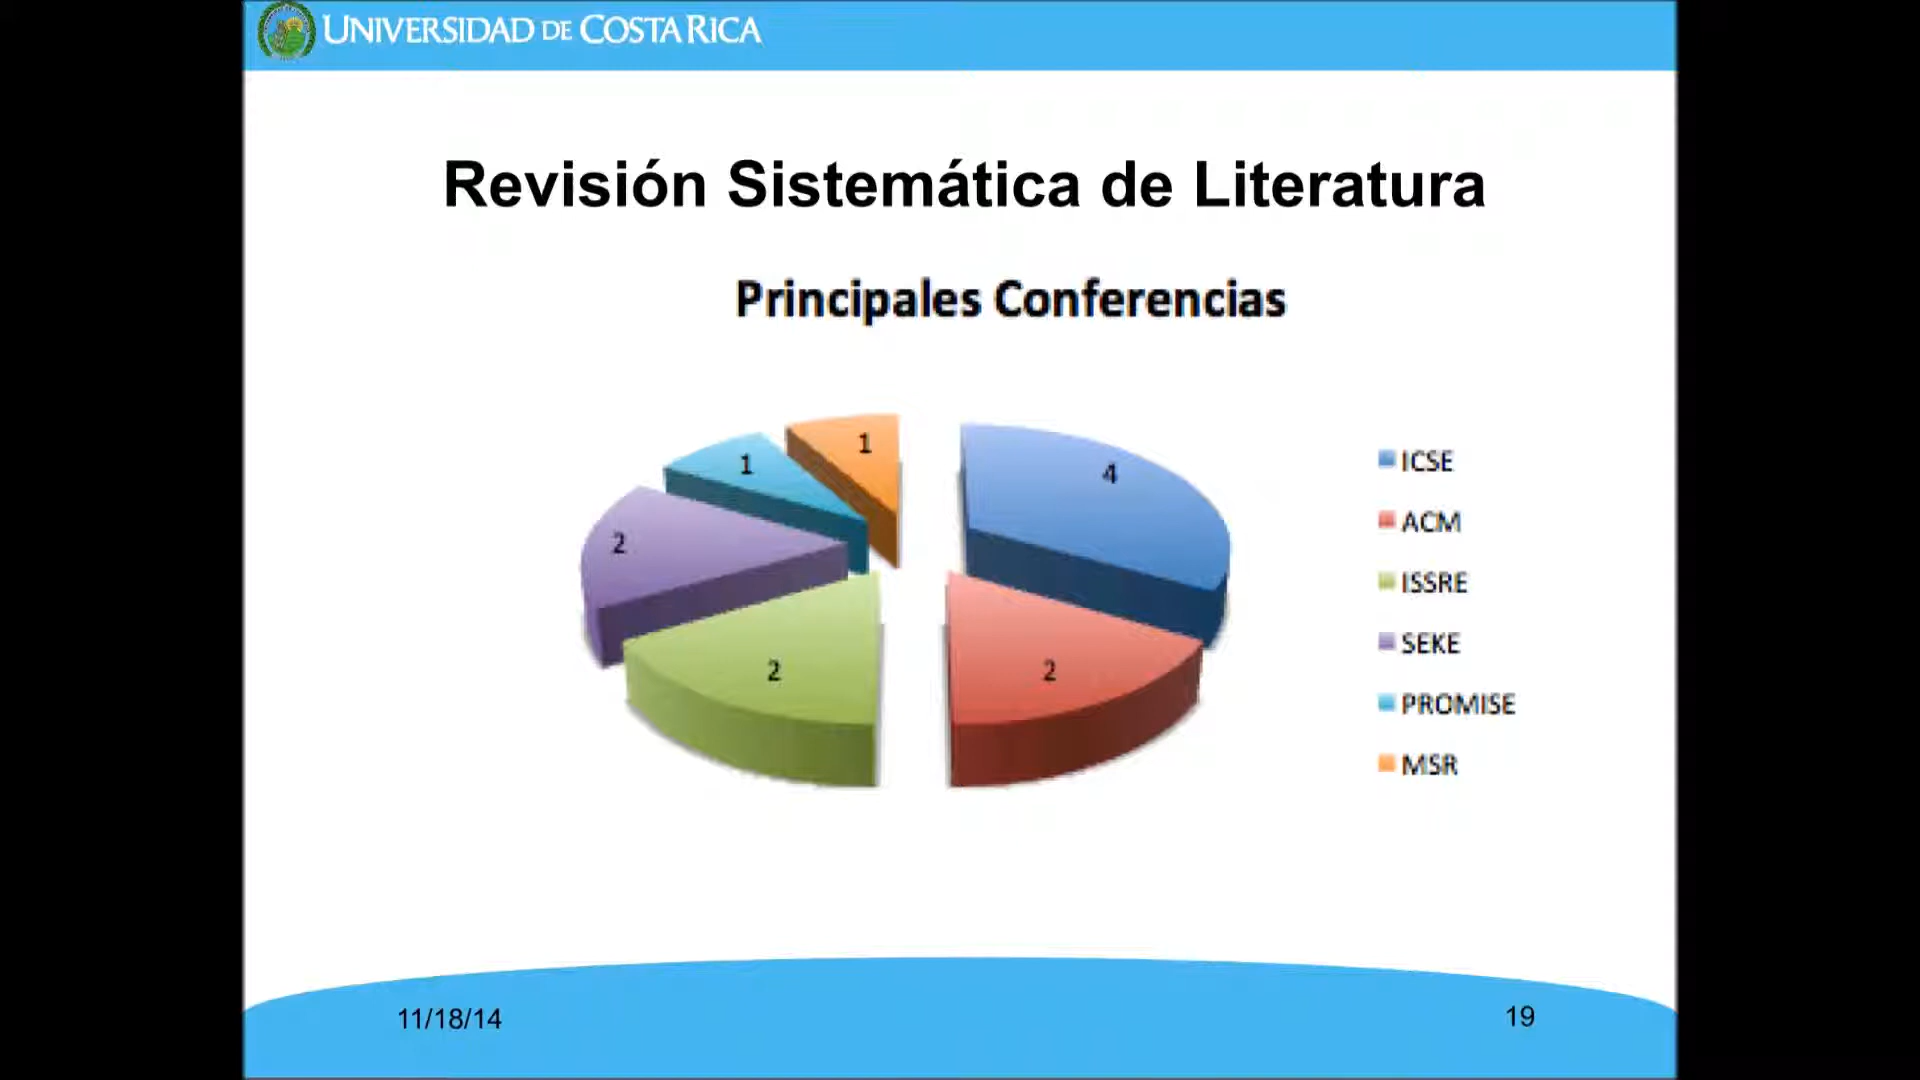 UNIVERSIDAD DE COSTA RICA
Revisión Sistemática de Literatura
Principales Conferencias
1
1
4
2
2
2
ICSE
ACM
ISSRE
SEKE
PROMISE
MSR
11/18/14
19